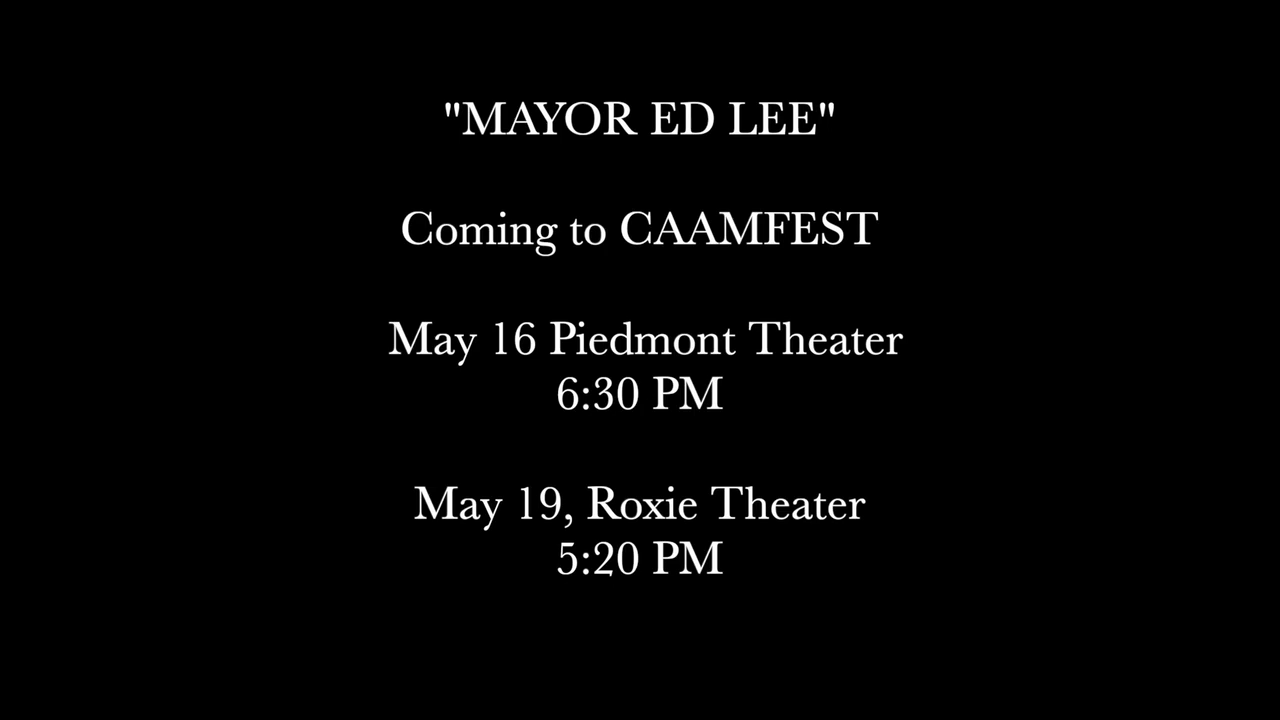 "MAYOR ED LEE"
Coming to CAAMFEST
May 16 Piedmont Theater
6:30 PM
May 19, Roxie Theater
5:20 PM